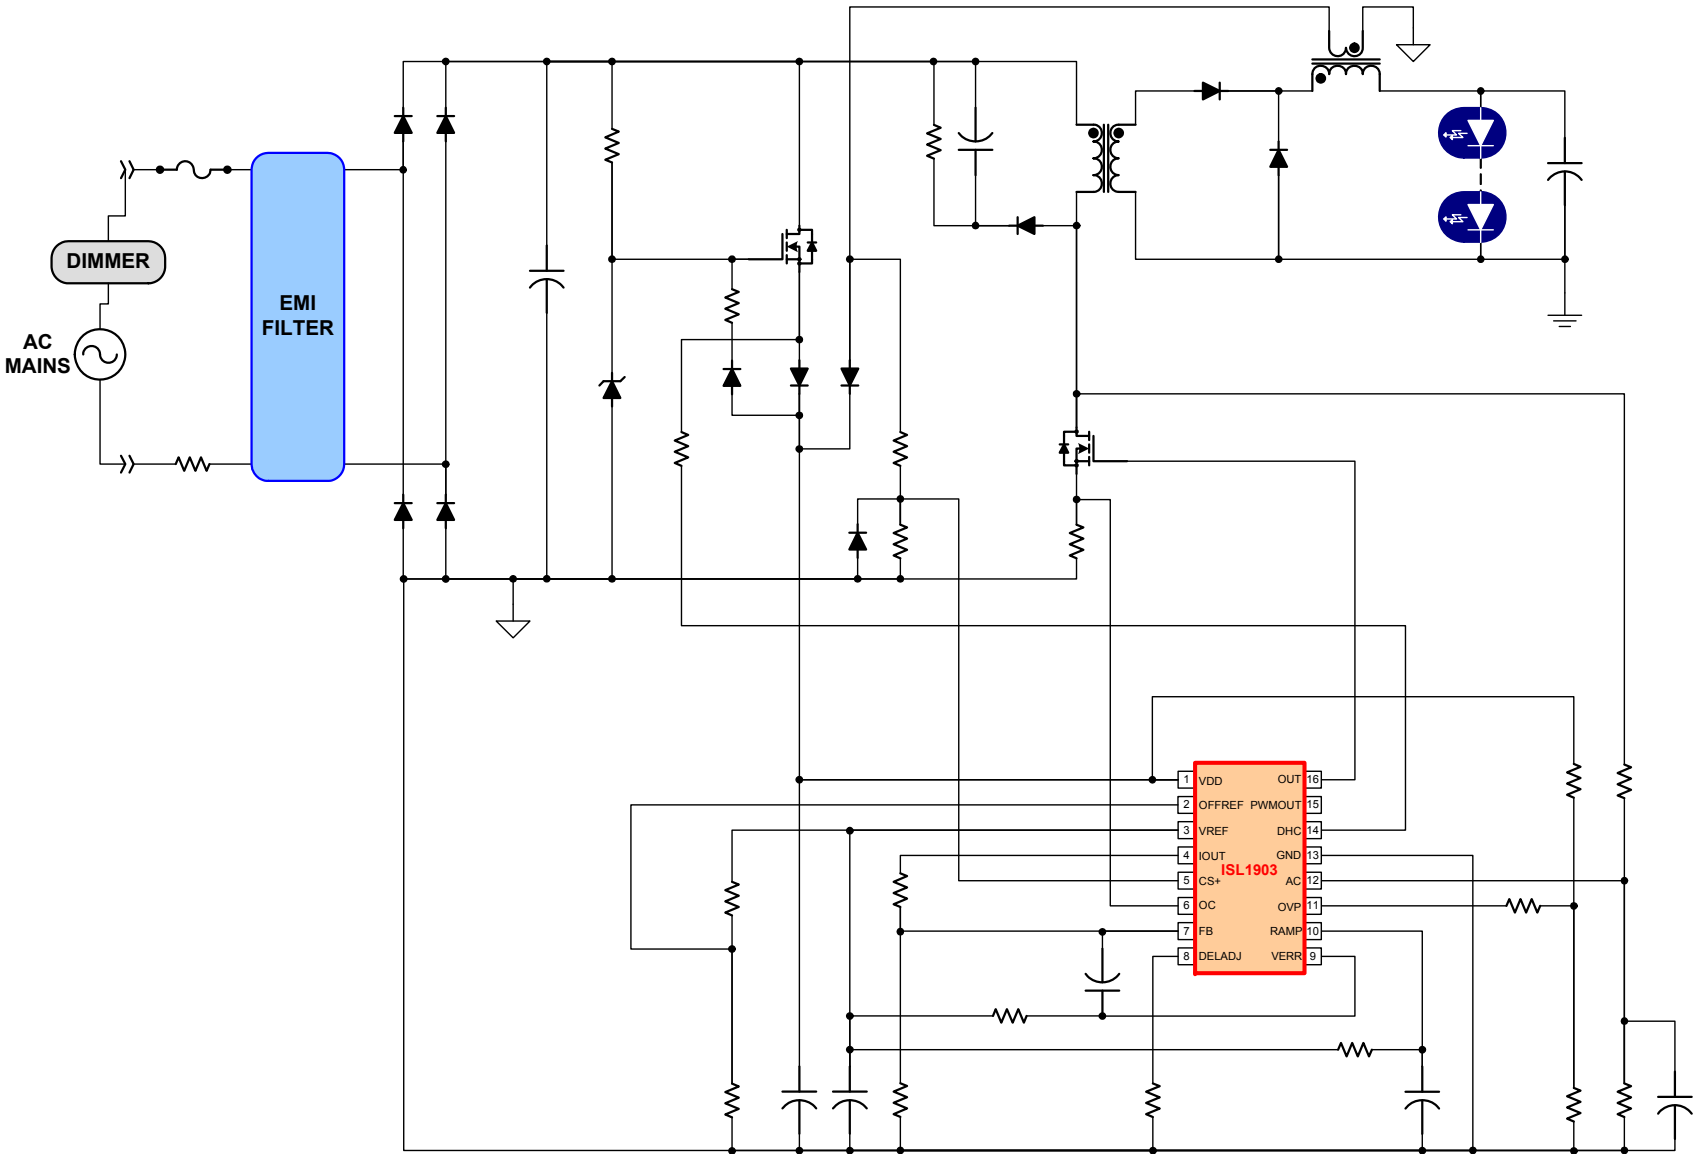 DIMMER
AC
MAINS
EMI
FILTER
ISL1903
1 VDD
2 OFFREF
3 VREF
4 IOUT
5 CS+
6 OC
7 FB
8 DELADJ
OUT 16
PWMOUT 15
DHC 14
GND 13
AC 12
OVP 11
RAMP 10
VERR 9